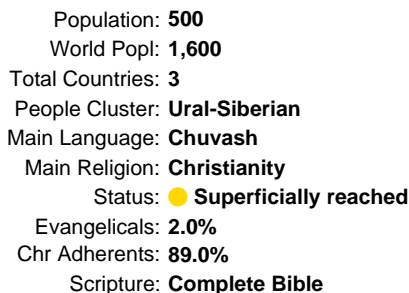 Population: 500
World Popl: 1,600
Total Countries: 3
People Cluster: Ural-Siberian
Main Language: Chuvash
Main Religion: Christianity
Status: Superficially reached
Evangelicals: 2.0%
Chr Adherents: 89.0%
Scripture: Complete Bible